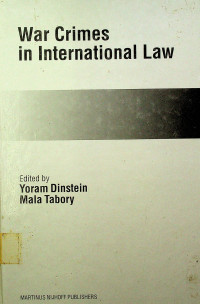 War Crimes
in International Law
Edited by
Yoram Dinstein
Mala Tabory
MARTINUS NIJHOFF PUBLISHERS